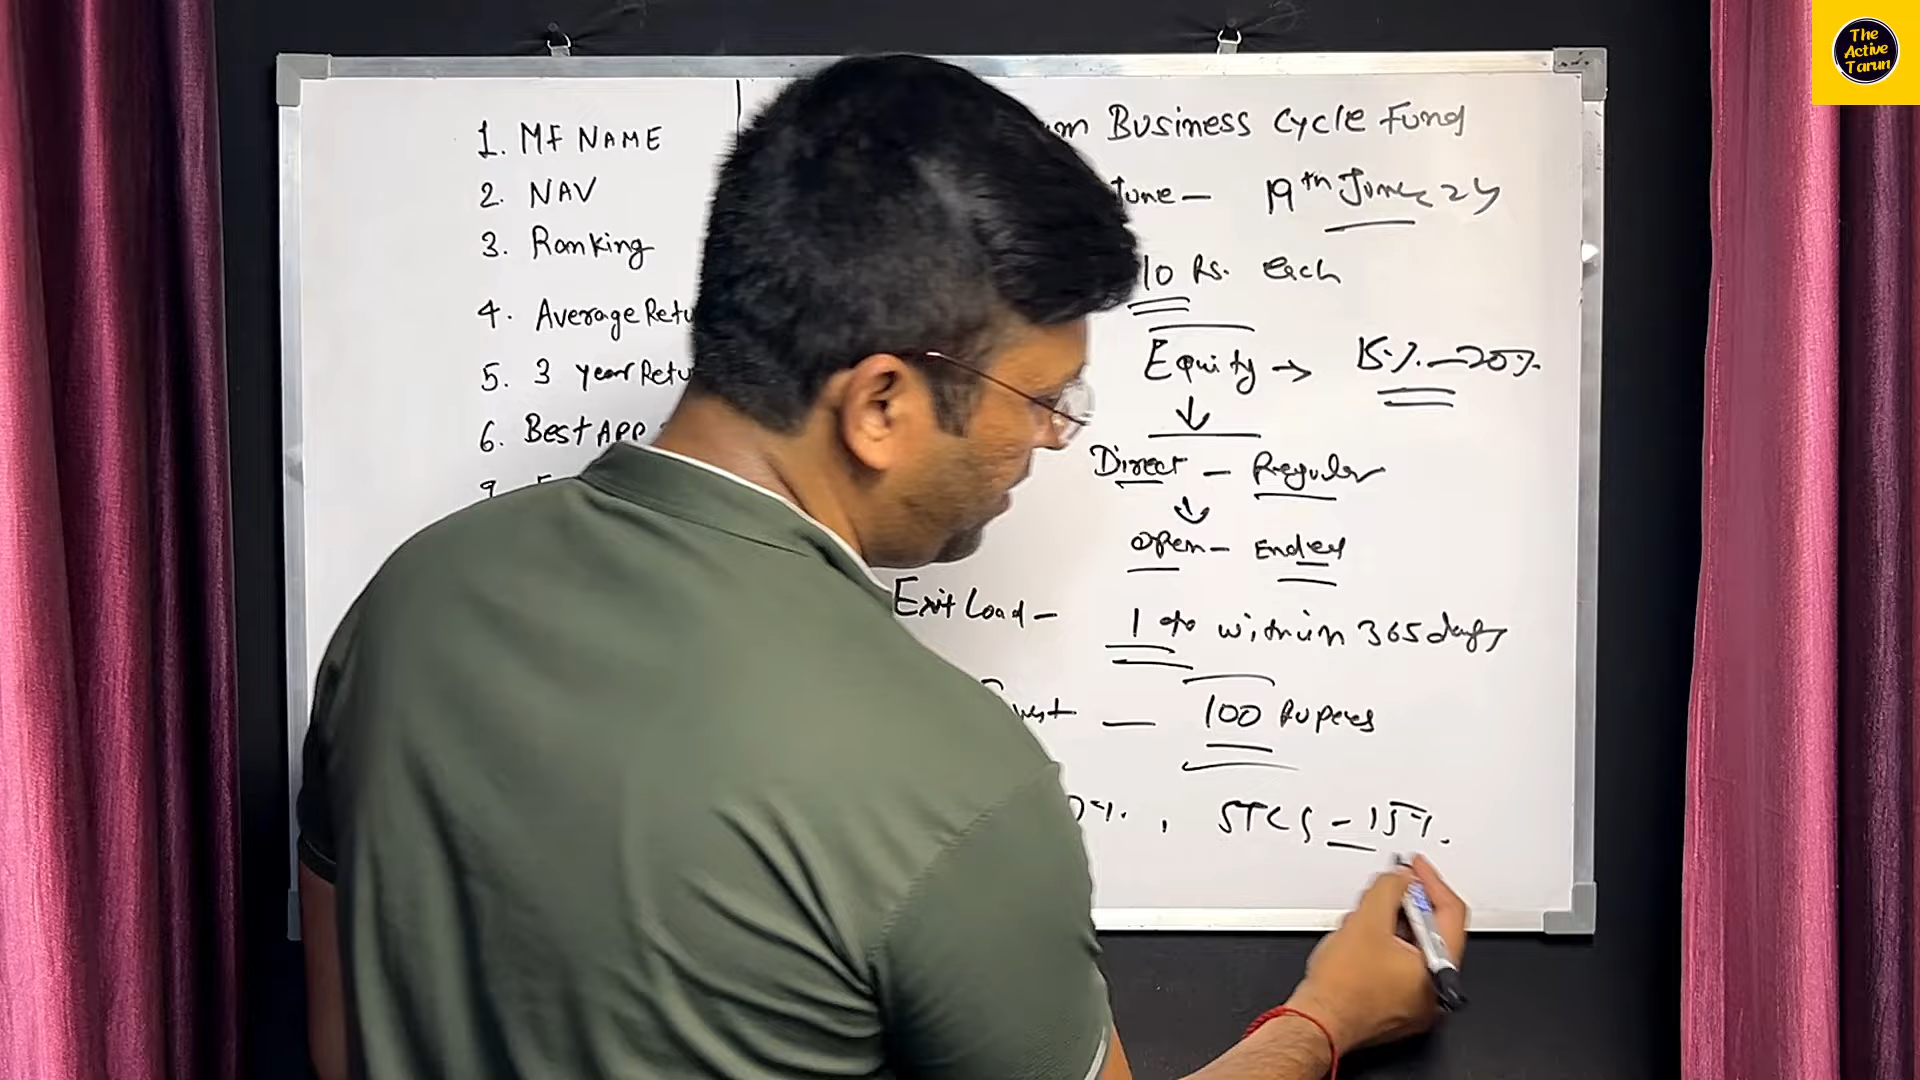 1. MF NAME
2. NAV
3. Ranking
4. Average Retu
5. 3 year Retu
6. Best APP
9.
Business Cycle Fund
June - 19th June 24
10 Rs. each
Equity → 15% - 20%
Direct - Regular
open - Ended
Exit Load - 1% within 365 days
- 100 Rupees
0%, STCG - 15%.
The
Active
Tarun